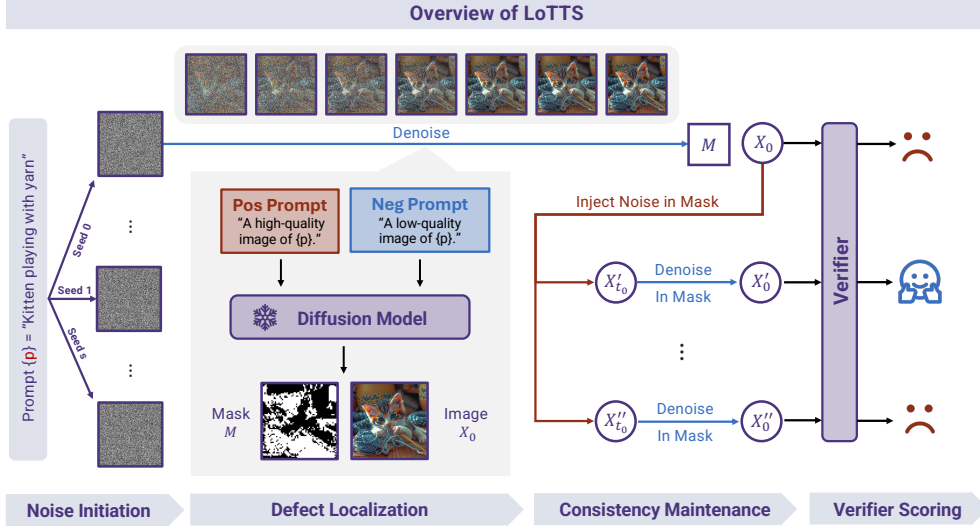 Overview of LoTTS
Prompt {p} = “Kitten playing with yarn”
Seed 0
Seed 1
Seed s
...
...
Denoise
M
X₀
Pos Prompt
“A high-quality
image of {p}.”
Neg Prompt
“A low-quality
image of {p}.”
Diffusion Model
Mask
M
Image
X₀
Inject Noise in Mask
X′ₜ₀
Denoise
In Mask
X′₀
...
X″ₜ₀
Denoise
In Mask
X″₀
Verifier
Noise Initiation
Defect Localization
Consistency Maintenance
Verifier Scoring